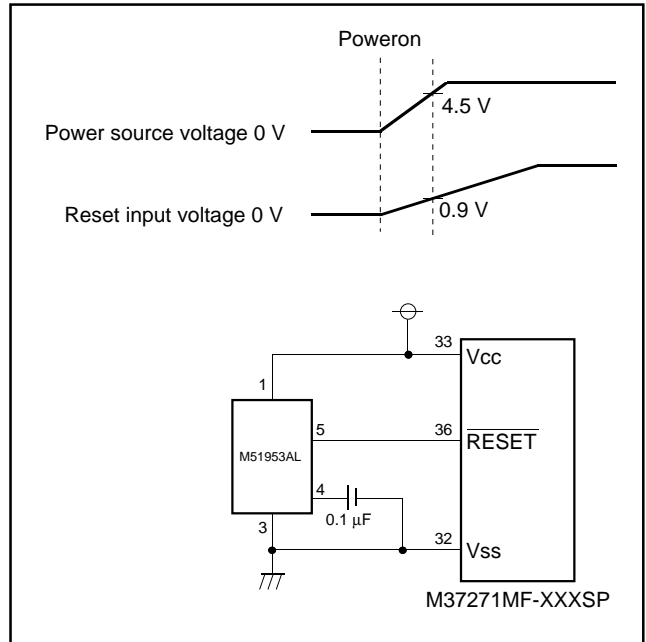 Poweron
4.5 V
Power source voltage 0 V
Reset input voltage 0 V
0.9 V
33
Vcc
1
5
36
RESET
M51953AL
4
0.1 μF
3
32
Vss
M37271MF-XXXSP